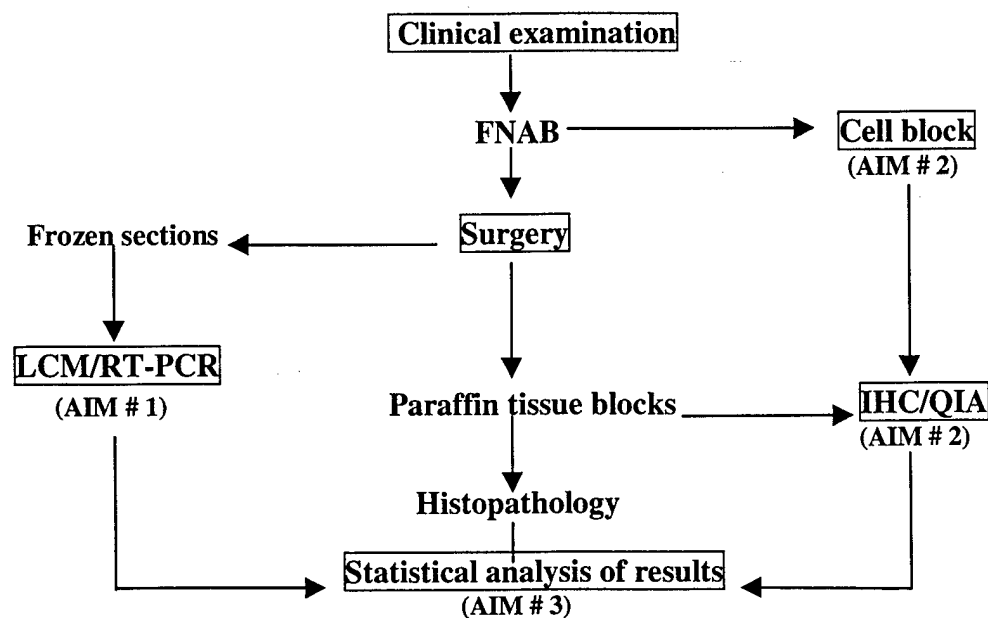 Clinical examination
FNAB
Cell block
(AIM # 2)
Surgery
Frozen sections
LCM/RT-PCR
(AIM # 1)
Paraffin tissue blocks
IHC/QIA
(AIM # 2)
Histopathology
Statistical analysis of results
(AIM # 3)